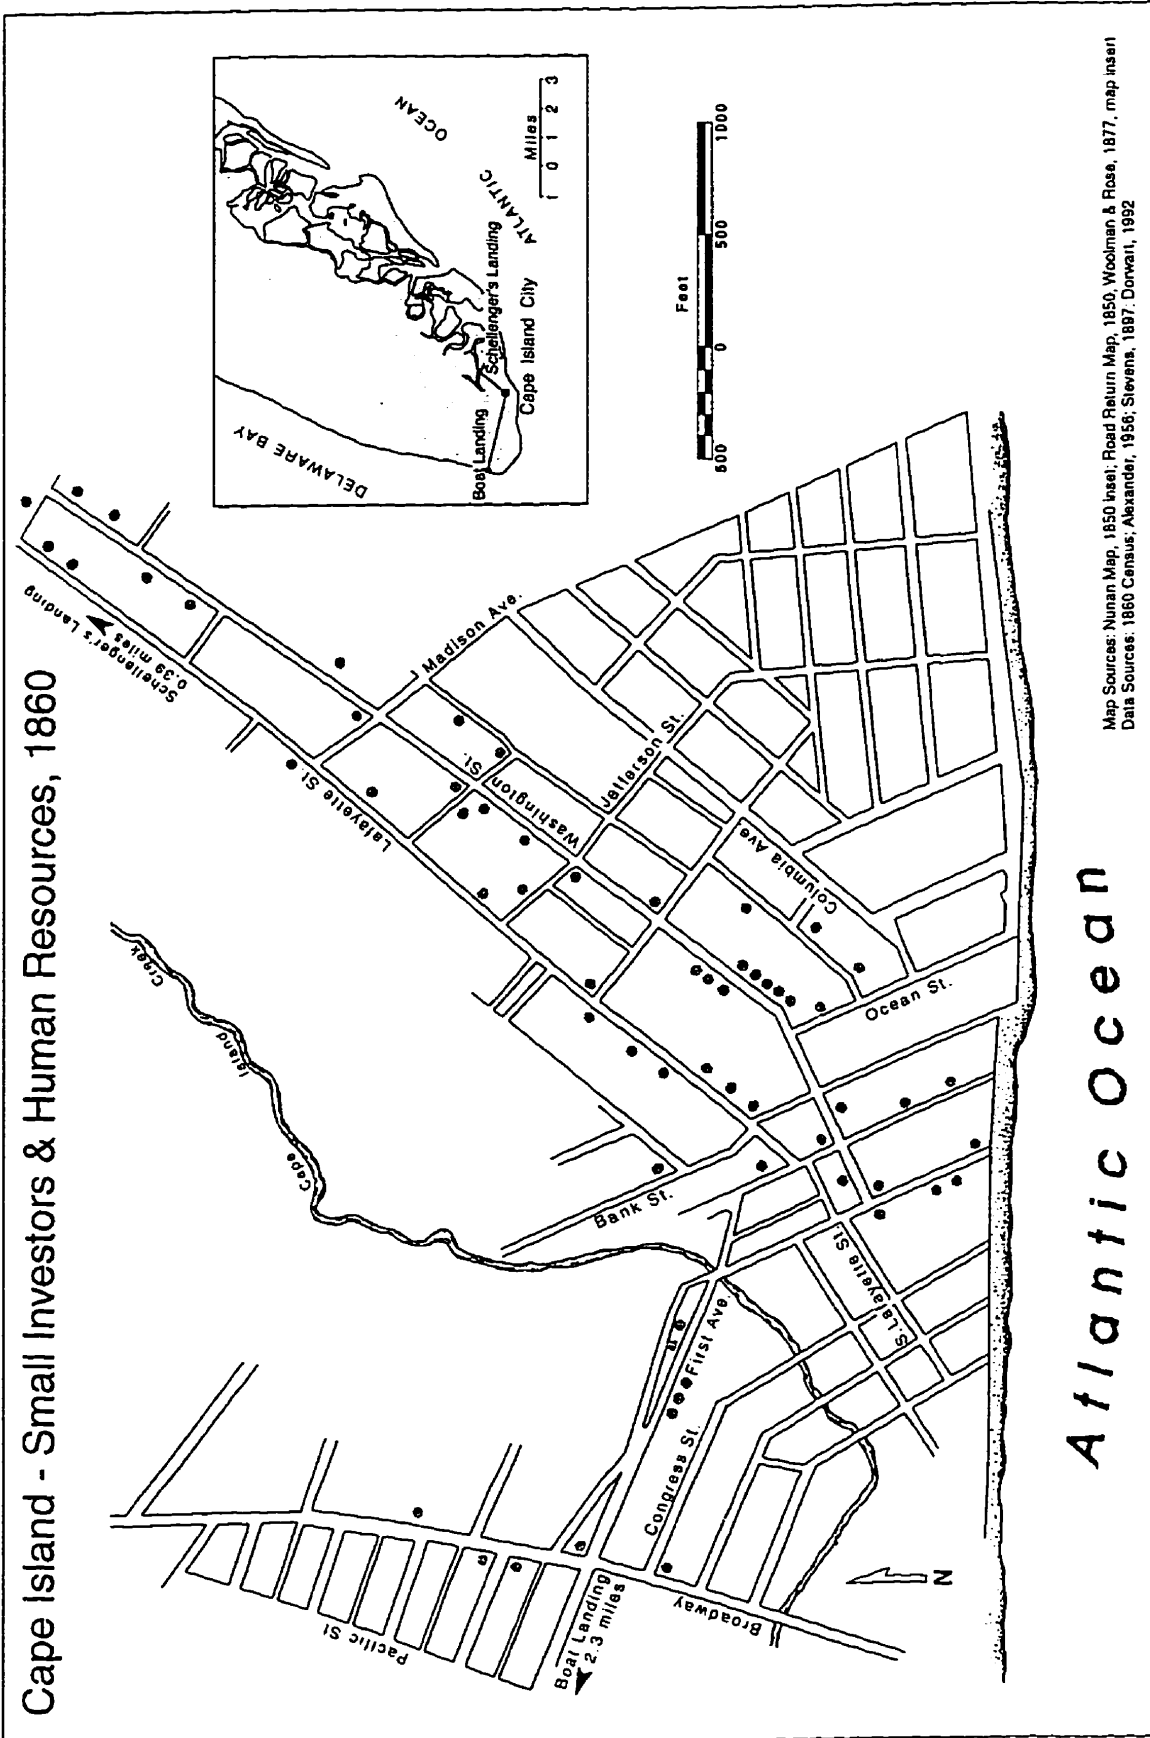 Cape Island - Small Investors & Human Resources, 1860
Schellenger's Landing
0.39 miles
Lafayette St.
Madison Ave.
Washington St.
Jefferson St.
Columbia Ave
Ocean St.
Cape Island Creek
Bank St.
S. Lafayette St.
First Ave.
Congress St.
Broadway
Pacific St
Boat Landing
2.3 miles
N
Atlantic Ocean
DELAWARE BAY
ATLANTIC OCEAN
Boat Landing
Schellenger's Landing
Cape Island City
Miles
1 0 1 2 3
Feet
500 0 500 1000
Map Sources: Nunan Map, 1850 Inset; Road Return Map, 1850, Woolman & Rose, 1877, map insert
Data Sources: 1860 Census; Alexander, 1956; Stevens, 1897; Dorwart, 1992